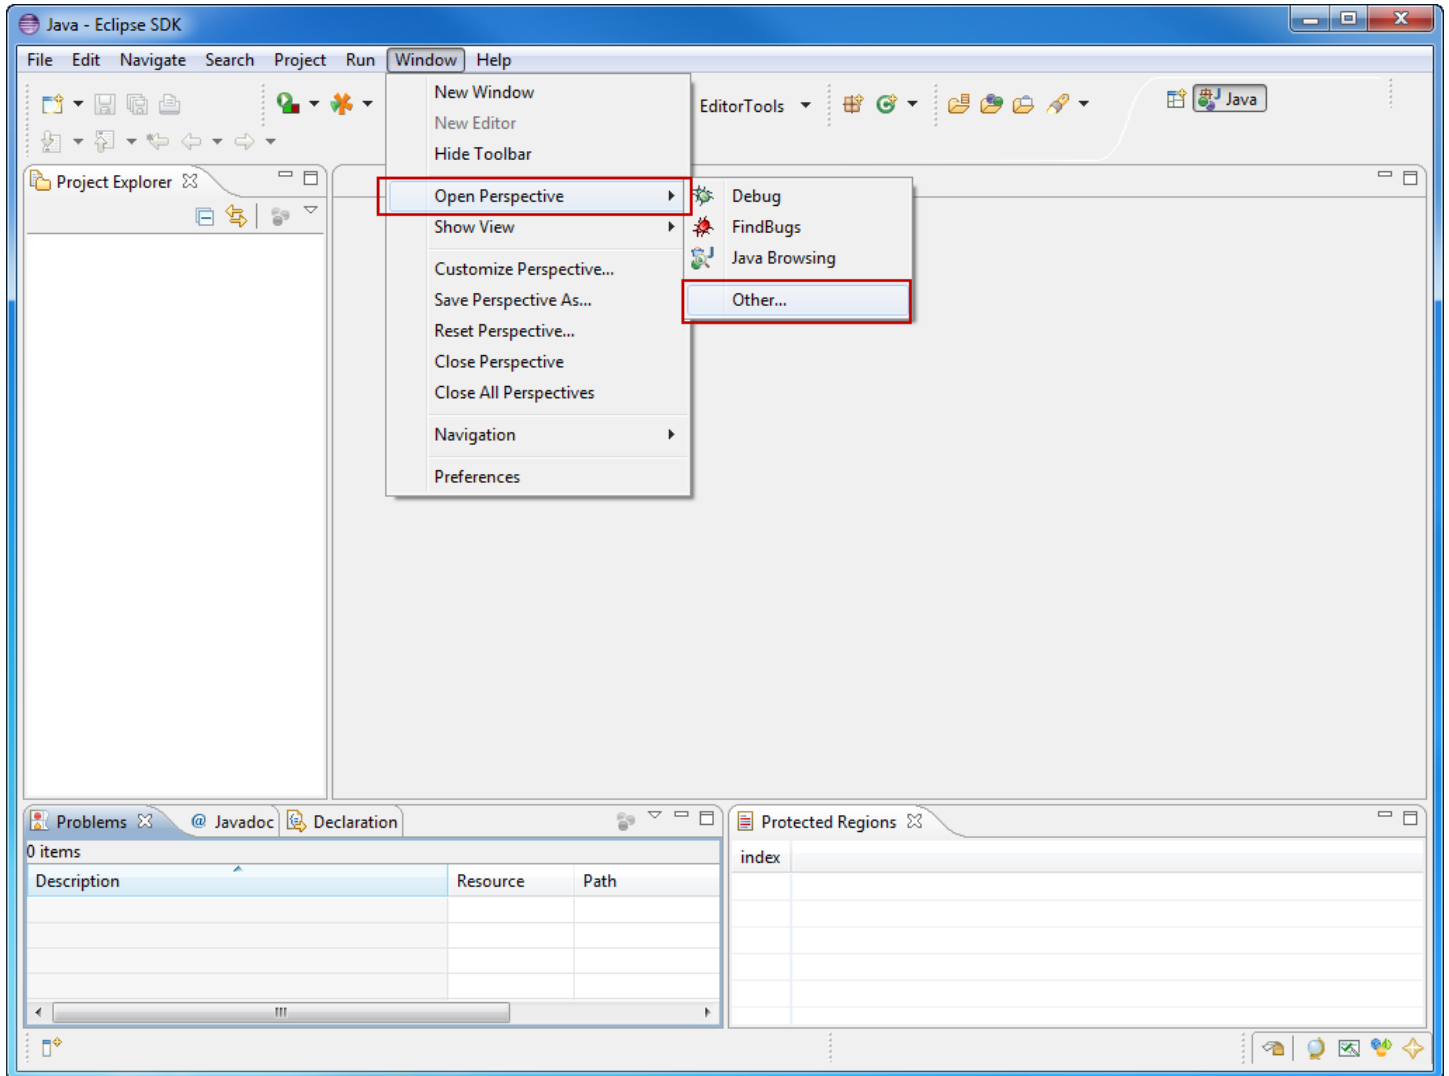 Java - Eclipse SDK
File Edit Navigate Search Project Run Window Help
New Window
New Editor
Hide Toolbar
Open Perspective
Show View
Customize Perspective...
Save Perspective As...
Reset Perspective...
Close Perspective
Close All Perspectives
Navigation
Preferences
Debug
FindBugs
Java Browsing
Other...
EditorTools
Java
Project Explorer
Problems @ Javadoc Declaration
0 items
Description Resource Path
Protected Regions
index